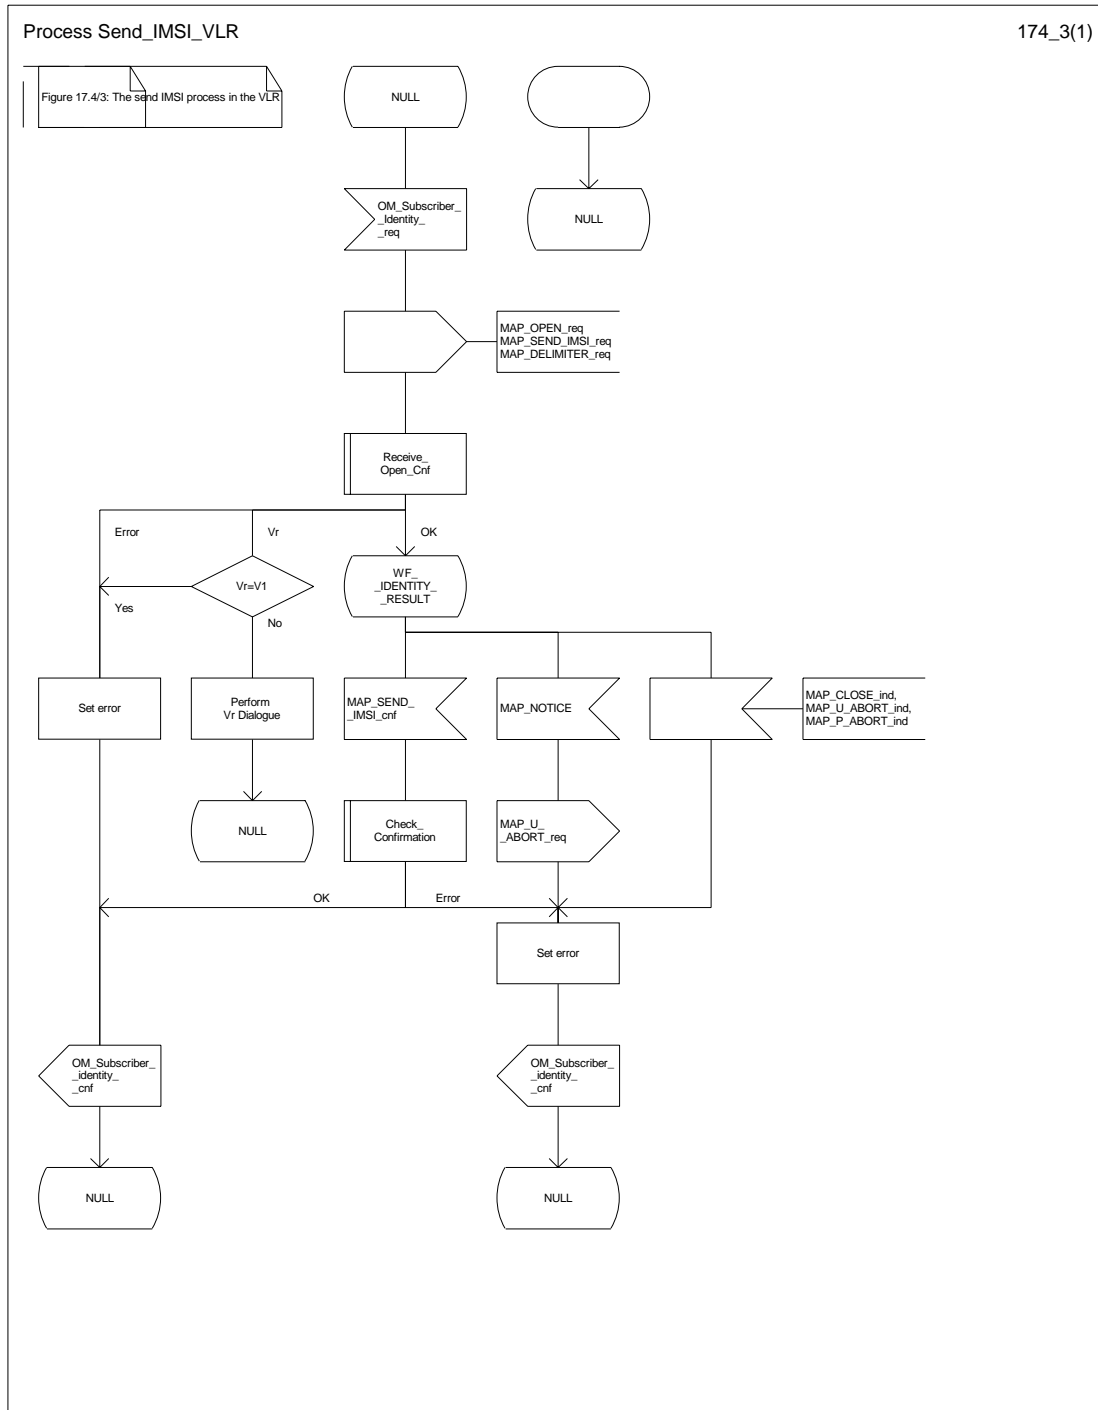 Process Send_IMSI_VLR
174_3(1)
Figure 17.4/3: The send IMSI process in the VLR
NULL
OM_Subscriber_
_Identity_
_req
NULL
MAP_OPEN_req
MAP_SEND_IMSI_req
MAP_DELIMITER_req
Receive_
Open_Cnf
Error
Vr
OK
Vr=V1
WF_
_IDENTITY_
_RESULT
Yes
No
Set error
Perform
Vr Dialogue
MAP_SEND_
_IMSI_cnf
MAP_NOTICE
MAP_CLOSE_ind,
MAP_U_ABORT_ind,
MAP_P_ABORT_ind
NULL
Check_
Confirmation
MAP_U_
_ABORT_req
OK
Error
Set error
OM_Subscriber_
_identity_
_cnf
OM_Subscriber_
_identity_
_cnf
NULL
NULL